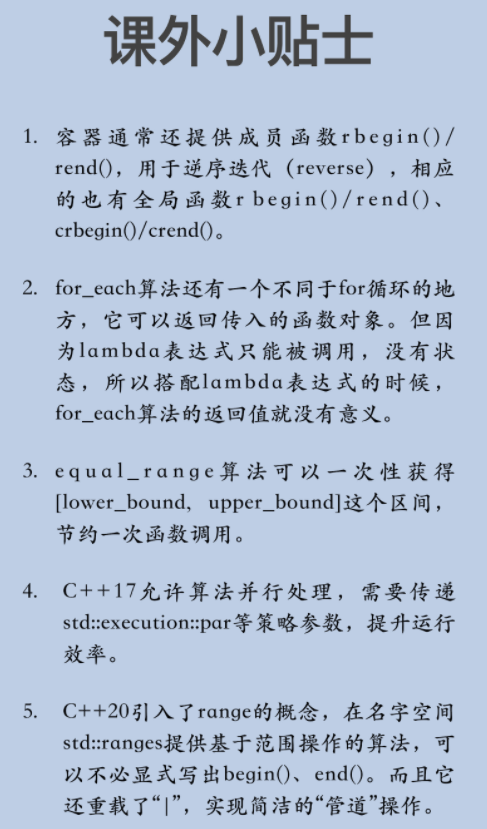 课外小贴士
1. 容器通常还提供成员函数rbegin()/
rend()，用于逆序迭代（reverse），相应
的也有全局函数r begin()/rend()、
crbegin()/crend()。
2. for_each算法还有一个不同于for循环的地
方，它可以返回传入的函数对象。但因
为lambda表达式只能被调用，没有状
态，所以搭配lambda表达式的时候，
for_each算法的返回值就没有意义。
3. equal_range算法可以一次性获得
[lower_bound, upper_bound]这个区间，
节约一次函数调用。
4. C++17允许算法并行处理，需要传递
std::execution::par等策略参数，提升运行
效率。
5. C++20引入了range的概念，在名字空间
std::ranges提供基于范围操作的算法，可
以不必显式写出begin()、end()。而且它
还重载了“|”，实现简洁的“管道”操作。